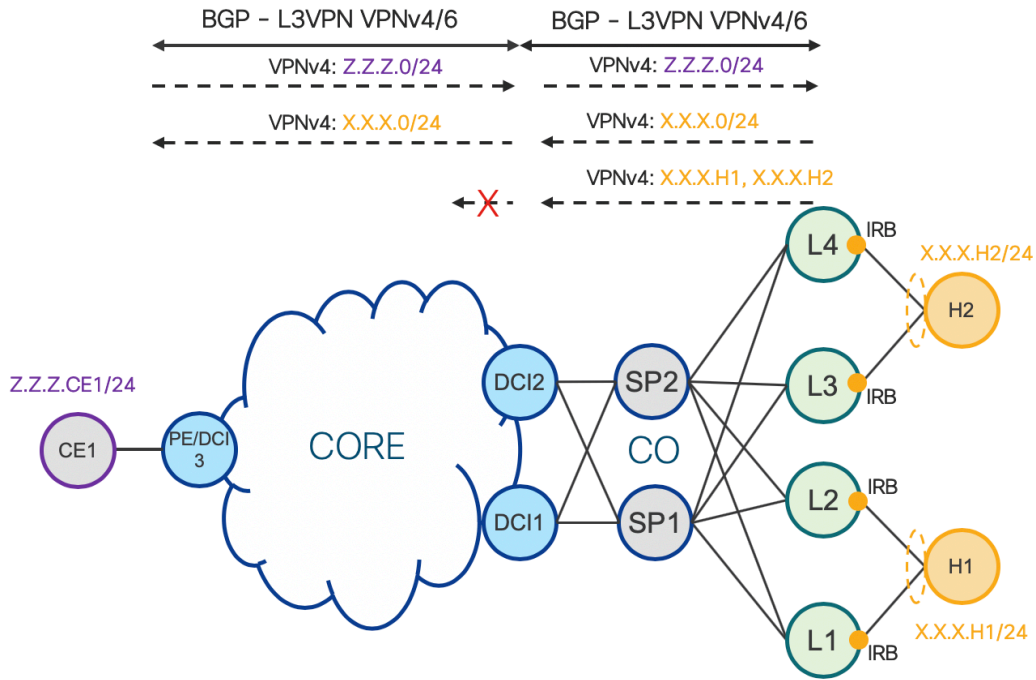 BGP - L3VPN VPNv4/6
BGP - L3VPN VPNv4/6
VPNv4: Z.Z.Z.0/24
VPNv4: Z.Z.Z.0/24
VPNv4: X.X.X.0/24
VPNv4: X.X.X.0/24
VPNv4: X.X.X.H1, X.X.X.H2
X
L4
IRB
X.X.X.H2/24
H2
DCI2
SP2
L3
IRB
Z.Z.Z.CE1/24
CE1
PE/DCI
3
CORE
CO
L2
IRB
DCI1
SP1
H1
L1
IRB
X.X.X.H1/24